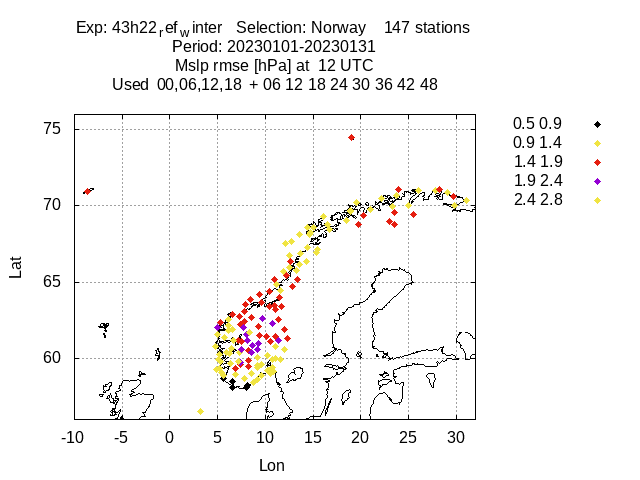 Exp: 43h22refwinter   Selection: Norway    147 stations
Period: 20230101-20230131
Mslp rmse [hPa] at  12 UTC
Used  00,06,12,18  + 06 12 18 24 30 36 42 48
0.5 0.9
0.9 1.4
1.4 1.9
1.9 2.4
2.4 2.8
75
70
65
60
Lat
-10 -5 0 5 10 15 20 25 30
Lon